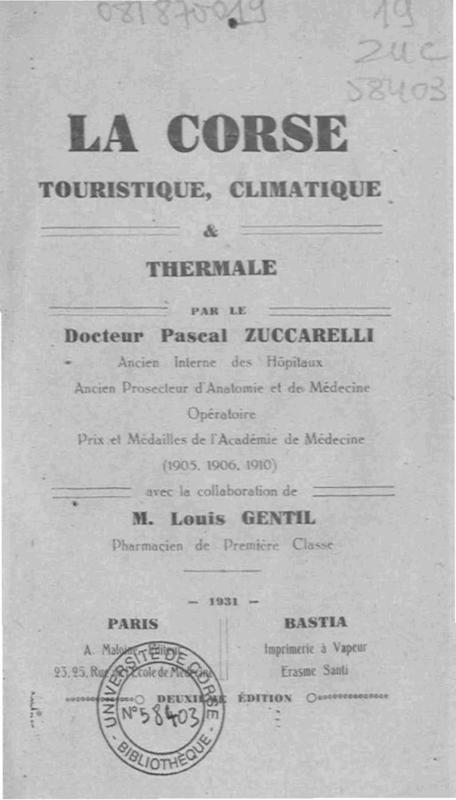 081870019
19
ZUC
58403
LA CORSE
TOURISTIQUE, CLIMATIQUE
&
THERMALE
PAR LE
Docteur Pascal ZUCCARELLI
Ancien Interne des Hôpitaux
Ancien Prosecteur d'Anatomie et de Médecine
Opératoire
Prix et Médailles de l'Académie de Médecine
(1905, 1906, 1910)
avec la collaboration de
M. Louis GENTIL
Pharmacien de Première Classe
— 1931 —
PARIS
A. Maloine, Editeur
23, 25, Rue de l'Ecole de Médecine
BASTIA
Imprimerie à Vapeur
Erasme Santi
DEUXIEME ÉDITION
UNIVERSITÉ DE CORSE
N° 58403
- BIBLIOTHÈQUE -